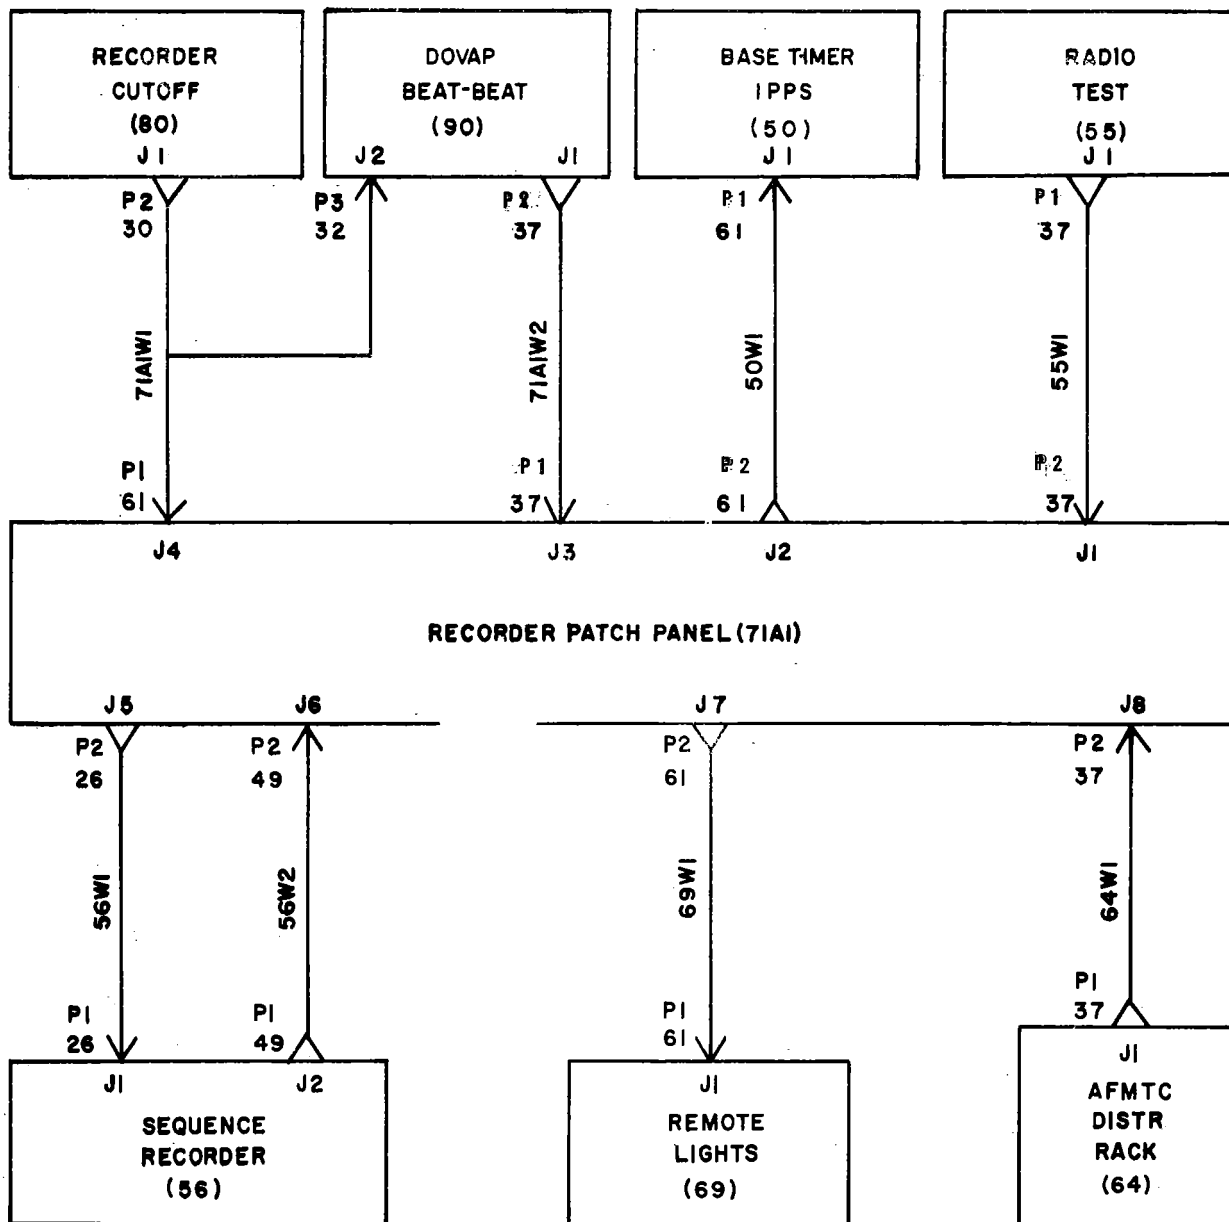 RECORDER
CUTOFF
(80)
J1
DOVAP
BEAT-BEAT
(90)
J2
J1
BASE TIMER
1PPS
(50)
J1
RADIO
TEST
(55)
J1
P2
30
P3
32
P2
37
P1
61
P1
37
71A1W1
71A1W2
50W1
55W1
P1
61
P1
37
P2
61
P2
37
J4
J3
J2
J1
RECORDER PATCH PANEL (71A1)
J5
J6
J7
J8
P2
26
P2
49
P2
61
P2
37
56W1
56W2
69W1
64W1
P1
26
P1
49
P1
61
P1
37
J1
J2
SEQUENCE
RECORDER
(56)
J1
REMOTE
LIGHTS
(69)
J1
AFMTC
DISTR
RACK
(64)